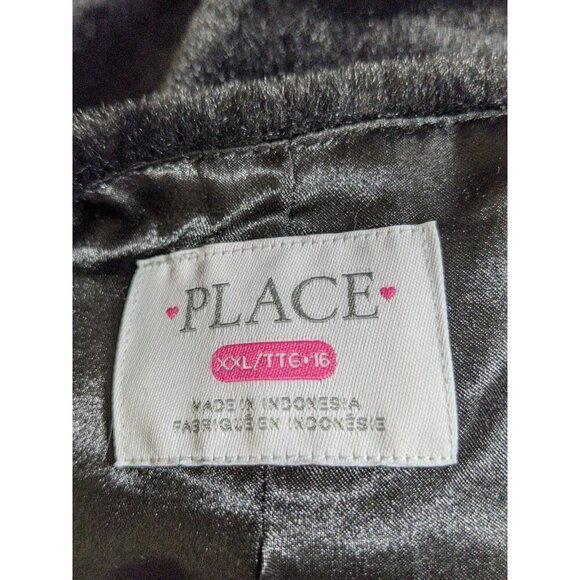 PLACE
XXL/TTG•16
MADE IN INDONESIA
FABRIQUÉ EN INDONÉSIE